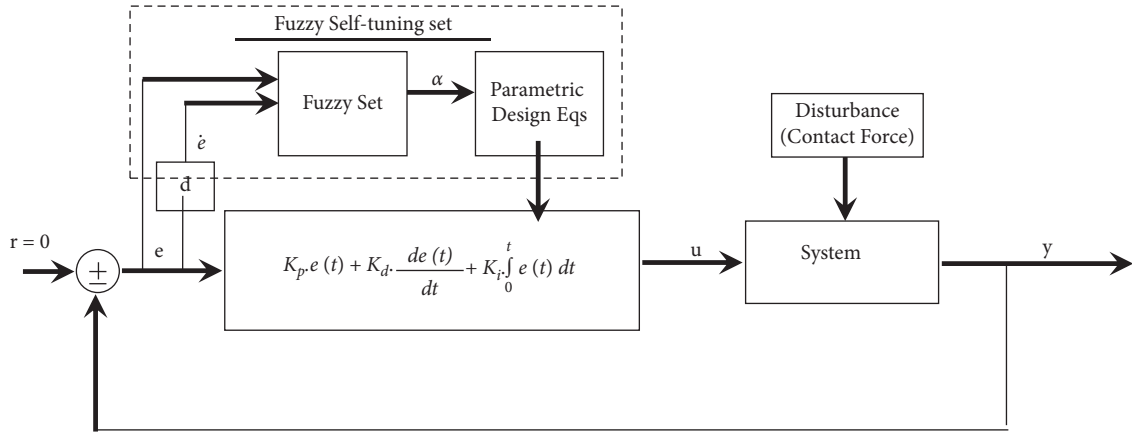 Fuzzy Self-tuning set
Fuzzy Set
α
Parametric
Design Eqs
ė
d
Disturbance
(Contact Force)
r = 0
±
e
K_p.e (t) + K_d. de (t)/dt + K_i.∫_0^t e (t) dt
u
System
y